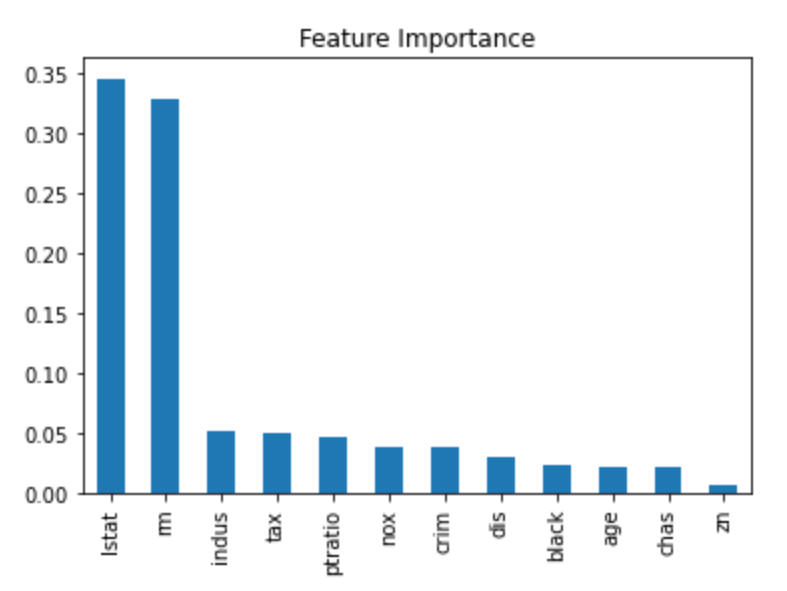 Feature Importance
0.35
0.30
0.25
0.20
0.15
0.10
0.05
0.00
lstat
rm
indus
tax
ptratio
nox
crim
dis
black
age
chas
zn